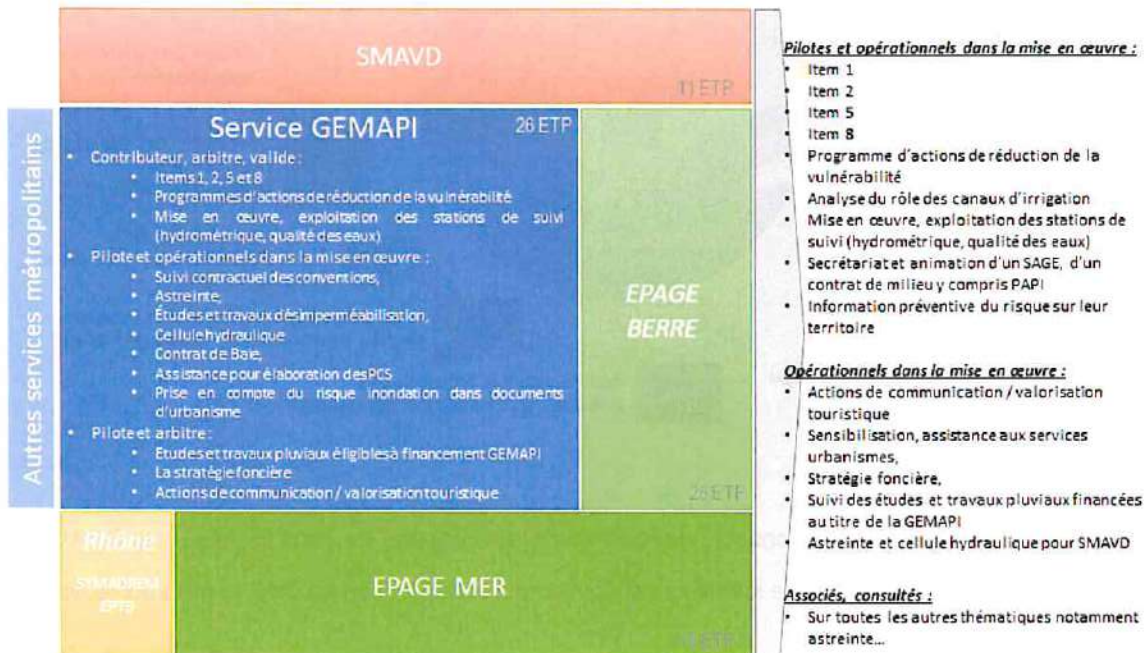 SMAVD
11 ETP
Autres services métropolitains
Service GEMAPI
26 ETP
• Contributeur, arbitre, valide :
• Items 1, 2, 5 et 8
• Programmes d'actions de réduction de la vulnérabilité
• Mise en œuvre, exploitation des stations de suivi
(hydrométrique, qualité des eaux)
• Pilote et opérationnels dans la mise en œuvre :
• Suivi contractuel des conventions,
• Astreinte,
• Études et travaux désimperméabilisation,
• Cellule hydraulique
• Contrat de Baie,
• Assistance pour élaboration des PCS
• Prise en compte du risque inondation dans documents
d'urbanisme
• Pilote et arbitre :
• Etudes et travaux pluviaux éligibles à financement GEMAPI
• La stratégie foncière
• Actions de communication / valorisation touristique
EPAGE
BERRE
ETP
Rhône
SYMADREM
EPTB
EPAGE MER
ETP
Pilotes et opérationnels dans la mise en œuvre :
• Item 1
• Item 2
• Item 5
• Item 8
• Programme d'actions de réduction de la
vulnérabilité
• Analyse du rôle des canaux d'irrigation
• Mise en œuvre, exploitation des stations de
suivi (hydrométrique, qualité des eaux)
• Secrétariat et animation d'un SAGE, d'un
contrat de milieu y compris PAPI
• Information préventive du risque sur leur
territoire
Opérationnels dans la mise en œuvre :
• Actions de communication / valorisation
touristique
• Sensibilisation, assistance aux services
urbanismes,
• Stratégie foncière,
• Suivi des études et travaux pluviaux financées
au titre de la GEMAPI
• Astreinte et cellule hydraulique pour SMAVD
Associés, consultés :
• Sur toutes les autres thématiques notamment
astreinte...